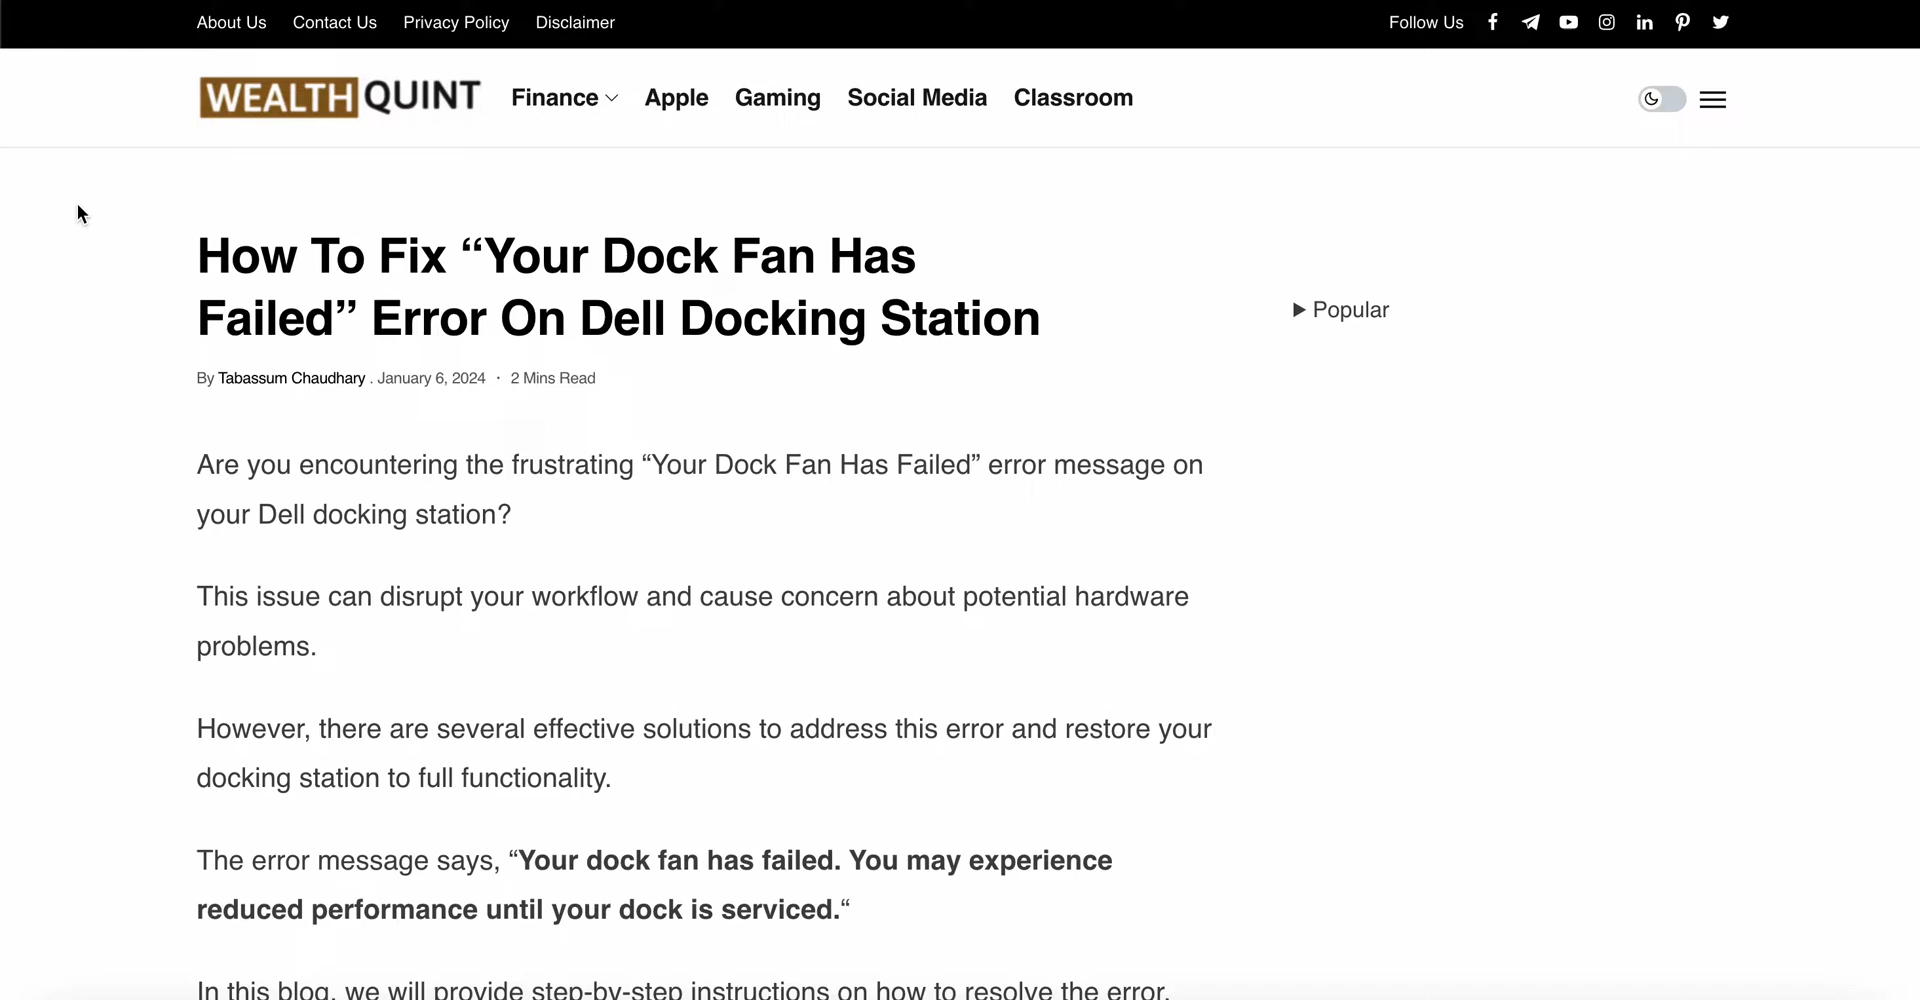 About Us Contact Us Privacy Policy Disclaimer Follow Us
WEALTH QUINT Finance Apple Gaming Social Media Classroom
How To Fix “Your Dock Fan Has
Failed” Error On Dell Docking Station
▶ Popular
By Tabassum Chaudhary . January 6, 2024 · 2 Mins Read
Are you encountering the frustrating “Your Dock Fan Has Failed” error message on
your Dell docking station?
This issue can disrupt your workflow and cause concern about potential hardware
problems.
However, there are several effective solutions to address this error and restore your
docking station to full functionality.
The error message says, “Your dock fan has failed. You may experience
reduced performance until your dock is serviced.“
In this blog, we will provide step-by-step instructions on how to resolve the error.